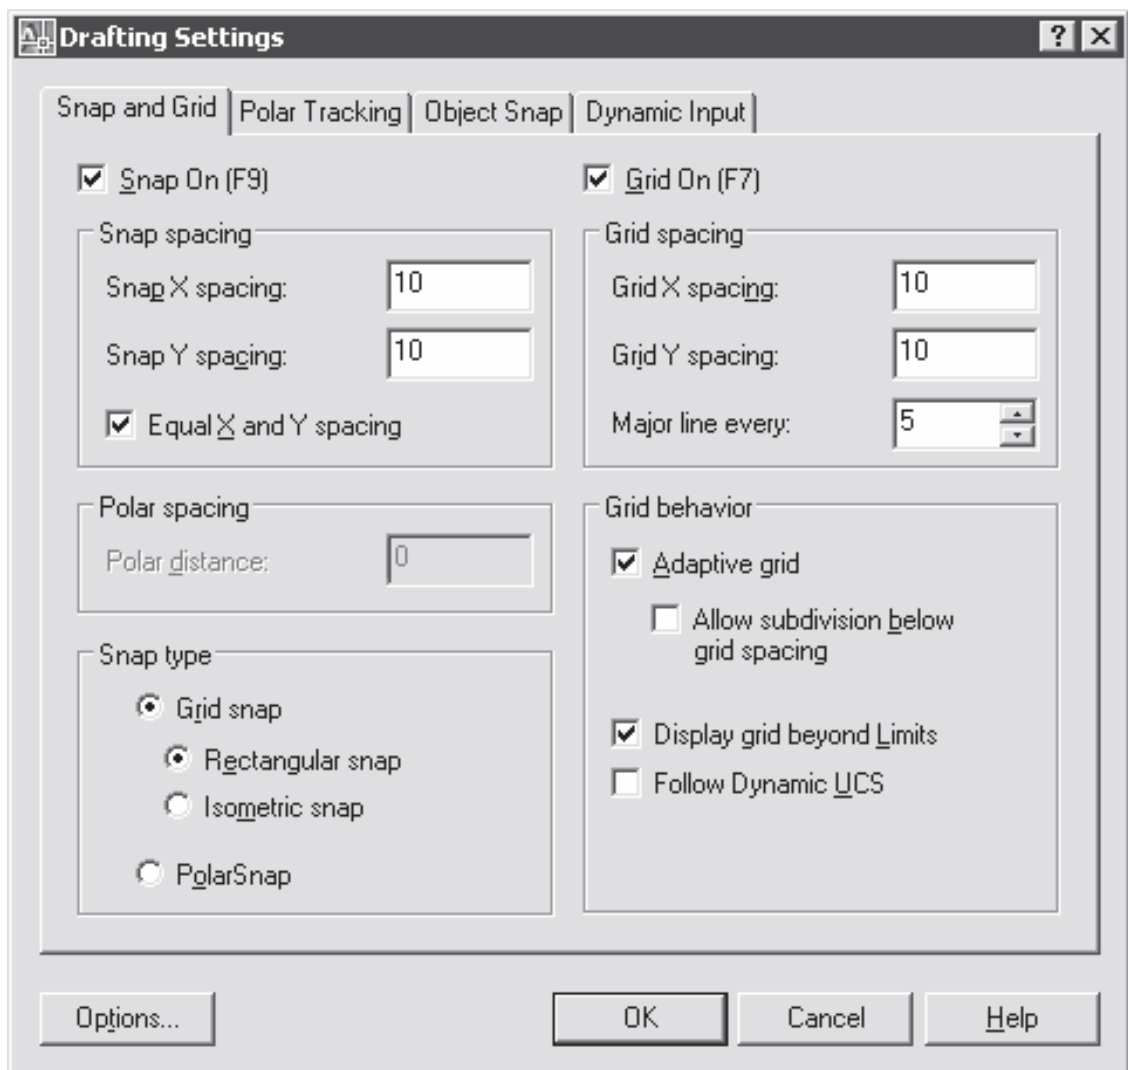 Drafting Settings
Snap and Grid
Polar Tracking
Object Snap
Dynamic Input
Snap On (F9)
Snap spacing
Snap X spacing: 10
Snap Y spacing: 10
Equal X and Y spacing
Polar spacing
Polar distance: 0
Snap type
Grid snap
Rectangular snap
Isometric snap
PolarSnap
Grid On (F7)
Grid spacing
Grid X spacing: 10
Grid Y spacing: 10
Major line every: 5
Grid behavior
Adaptive grid
Allow subdivision below
grid spacing
Display grid beyond Limits
Follow Dynamic UCS
Options...
OK
Cancel
Help